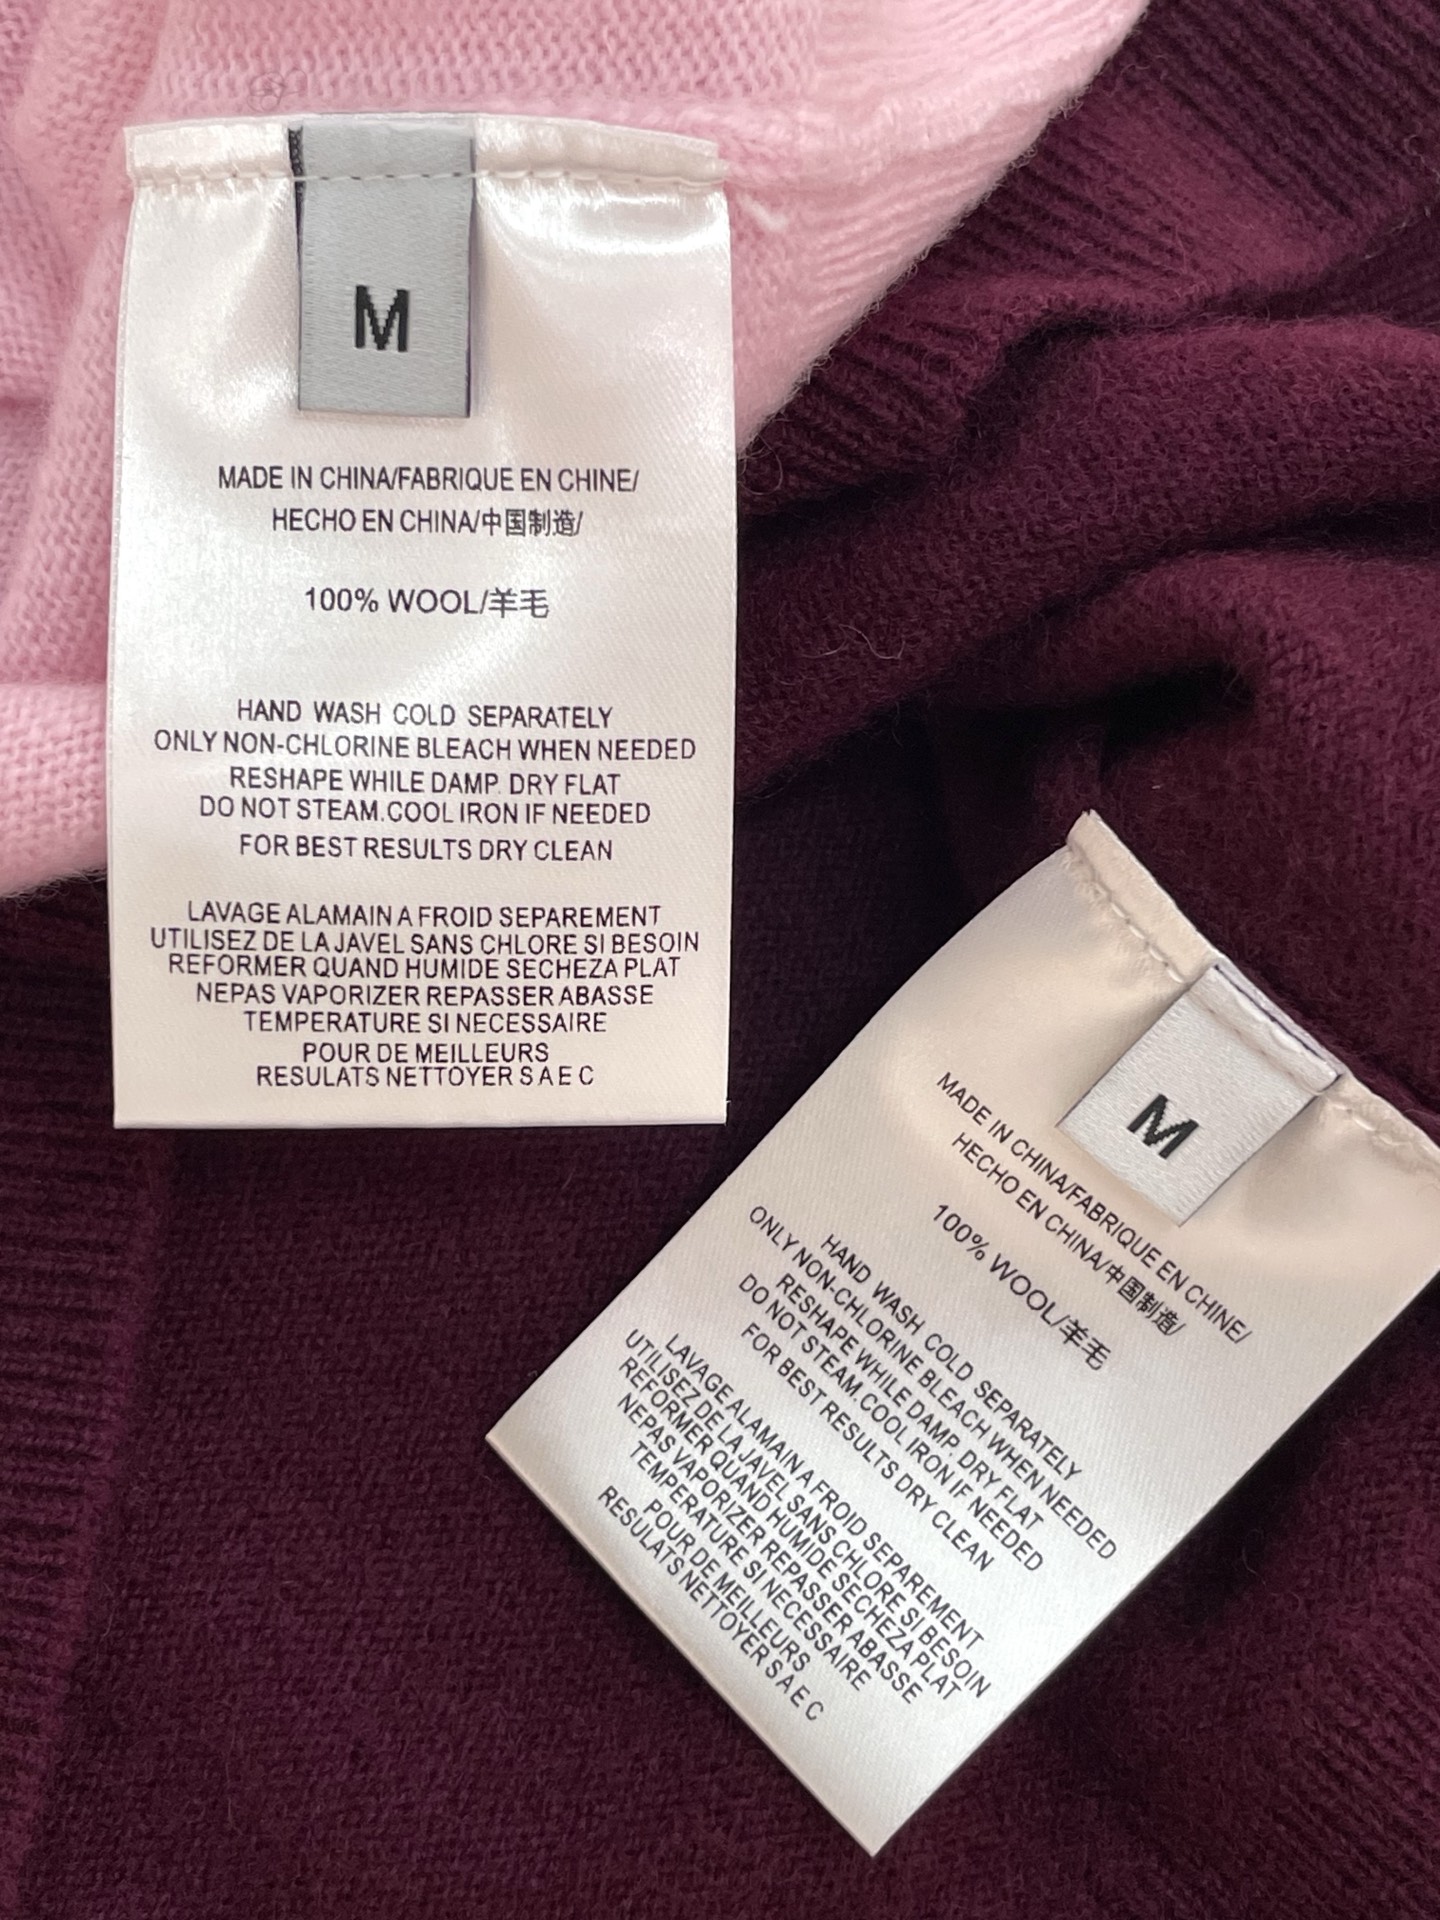 M
MADE IN CHINA/FABRIQUE EN CHINE/
HECHO EN CHINA/中国制造/
100% WOOL/羊毛
HAND WASH COLD SEPARATELY
ONLY NON-CHLORINE BLEACH WHEN NEEDED
RESHAPE WHILE DAMP. DRY FLAT
DO NOT STEAM.COOL IRON IF NEEDED
FOR BEST RESULTS DRY CLEAN
LAVAGE ALAMAIN A FROID SEPAREMENT
UTILISEZ DE LA JAVEL SANS CHLORE SI BESOIN
REFORMER QUAND HUMIDE SECHEZA PLAT
NEPAS VAPORIZER REPASSER ABASSE
TEMPERATURE SI NECESSAIRE
POUR DE MEILLEURS
RESULATS NETTOYER S A E C
M
MADE IN CHINA/FABRIQUE EN CHINE/
HECHO EN CHINA/中国制造/
100% WOOL/羊毛
HAND WASH COLD SEPARATELY
ONLY NON-CHLORINE BLEACH WHEN NEEDED
RESHAPE WHILE DAMP. DRY FLAT
DO NOT STEAM.COOL IRON IF NEEDED
FOR BEST RESULTS DRY CLEAN
LAVAGE ALAMAIN A FROID SEPAREMENT
UTILISEZ DE LA JAVEL SANS CHLORE SI BESOIN
REFORMER QUAND HUMIDE SECHEZA PLAT
NEPAS VAPORIZER REPASSER ABASSE
TEMPERATURE SI NECESSAIRE
POUR DE MEILLEURS
RESULATS NETTOYER S A E C